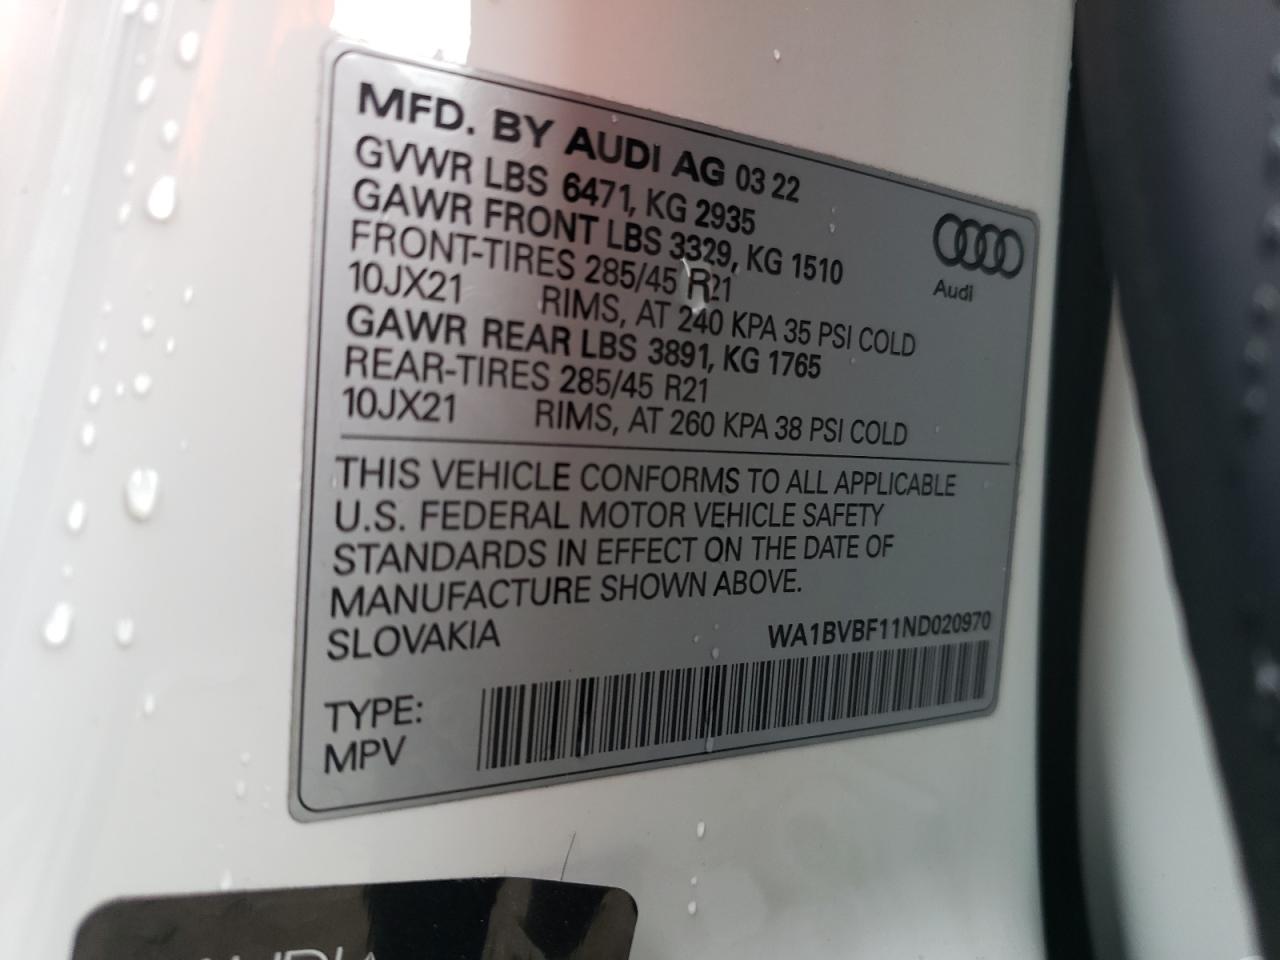 MFD. BY AUDI AG 03 22
GVWR LBS 6471, KG 2935
GAWR FRONT LBS 3329, KG 1510
FRONT-TIRES 285/45 R21
10JX21 RIMS, AT 240 KPA 35 PSI COLD
GAWR REAR LBS 3891, KG 1765
REAR-TIRES 285/45 R21
10JX21 RIMS, AT 260 KPA 38 PSI COLD
Audi
THIS VEHICLE CONFORMS TO ALL APPLICABLE
U.S. FEDERAL MOTOR VEHICLE SAFETY
STANDARDS IN EFFECT ON THE DATE OF
MANUFACTURE SHOWN ABOVE.
SLOVAKIA
WA1BVBF11ND020970
TYPE:
MPV